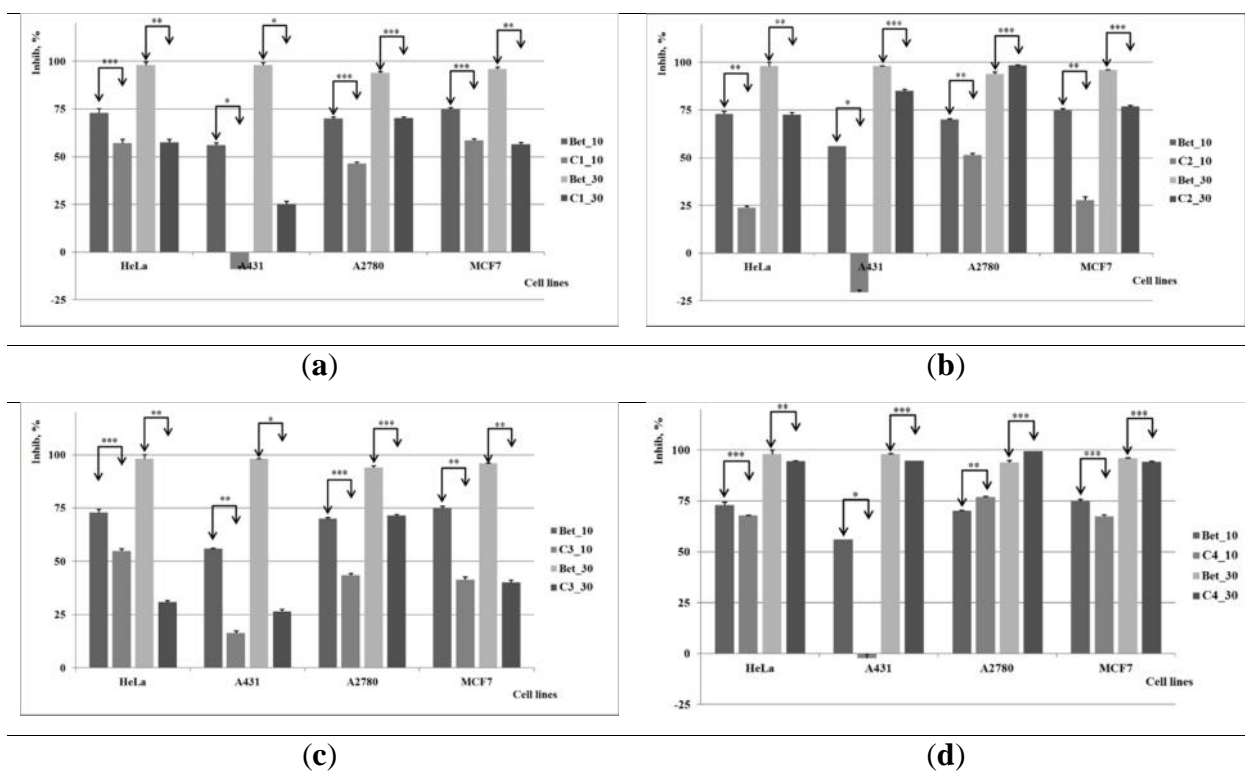 Inhib, %
100
75
50
25
0
-25
** * *** **
*** * *** ***
HeLa A431 A2780 MCF7
Cell lines
Bet_10
C1_10
Bet_30
C1_30
(a)
Inhib, %
100
75
50
25
0
-25
** *** *** ***
** * ** **
HeLa A431 A2780 MCF7
Cell lines
Bet_10
C2_10
Bet_30
C2_30
(b)
Inhib, %
100
75
50
25
0
** * *** **
*** ** *** **
HeLa A431 A2780 MCF7
Cell lines
Bet_10
C3_10
Bet_30
C3_30
(c)
Inhib, %
100
75
50
25
0
-25
** *** *** ***
*** * ** ***
HeLa A431 A2780 MCF7
Cell lines
Bet_10
C4_10
Bet_30
C4_30
(d)